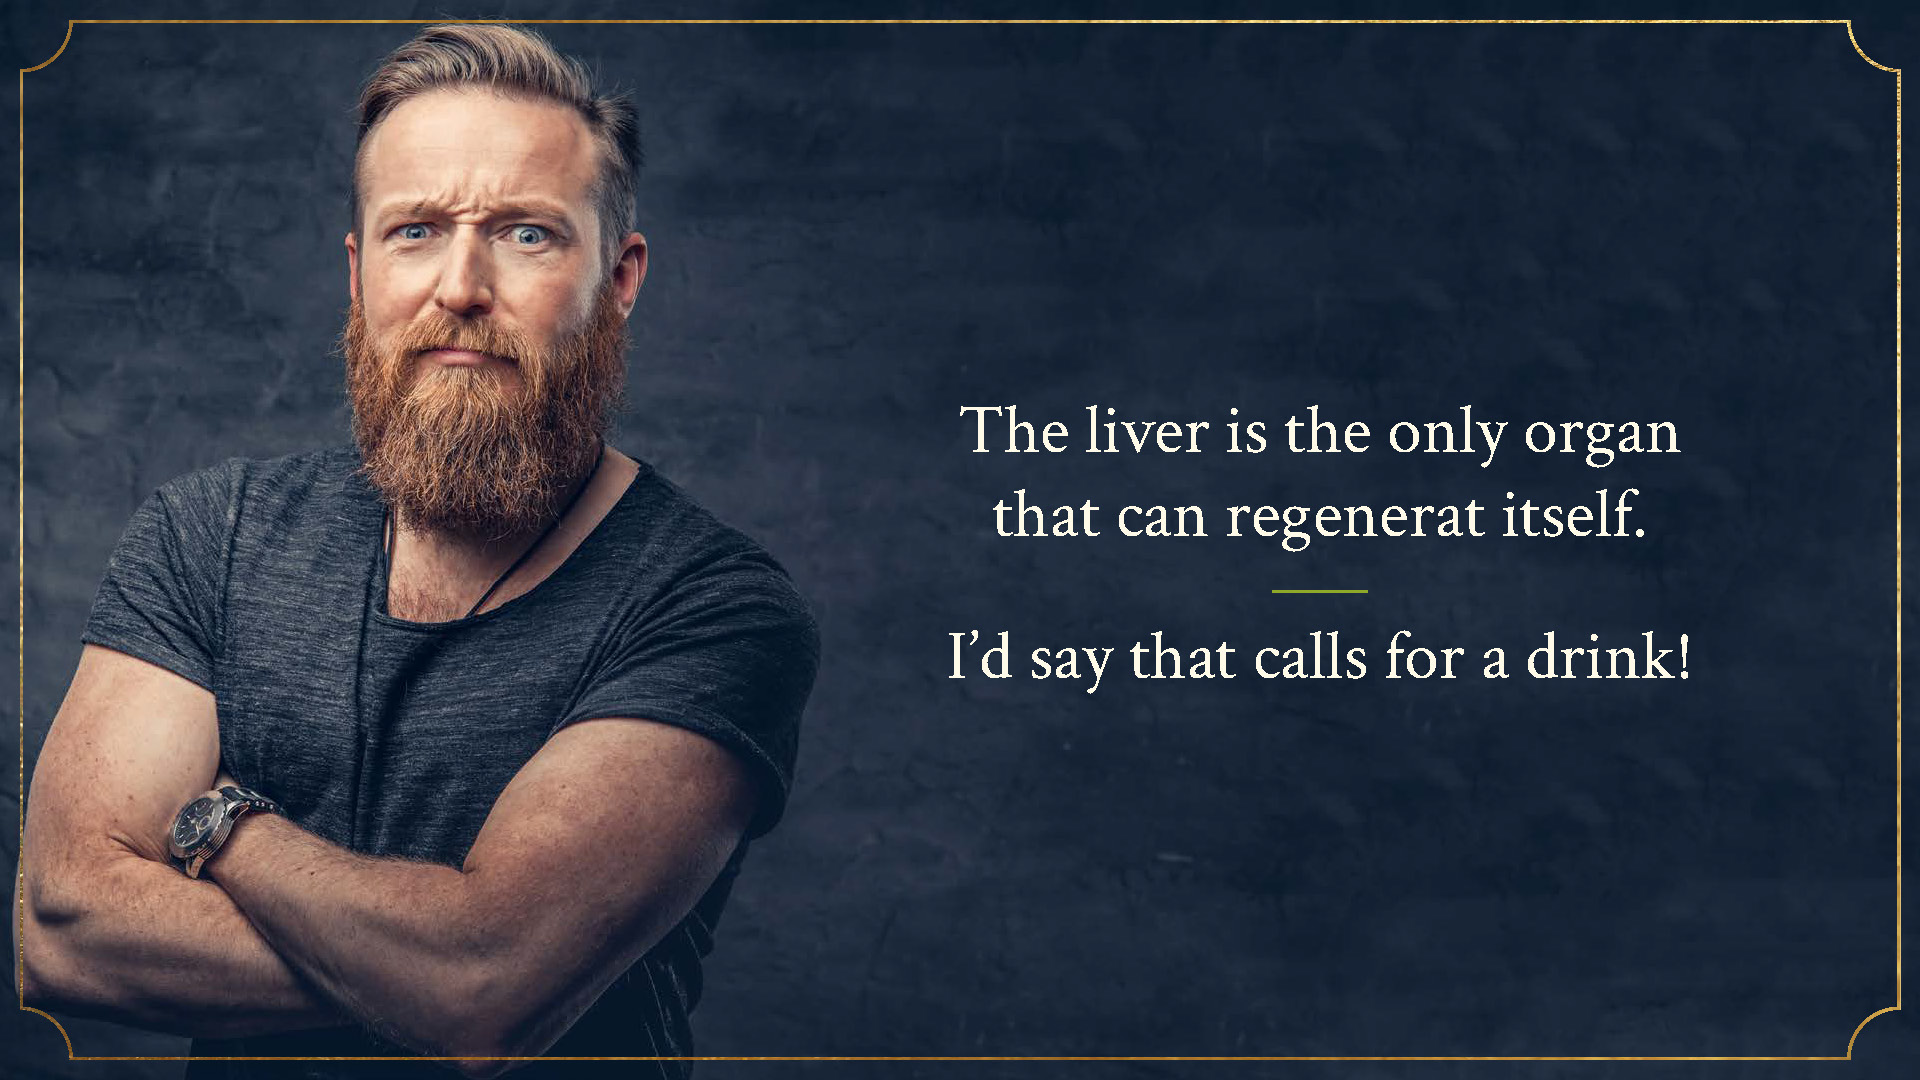 The liver is the only organ
that can regenerat itself.
I’d say that calls for a drink!